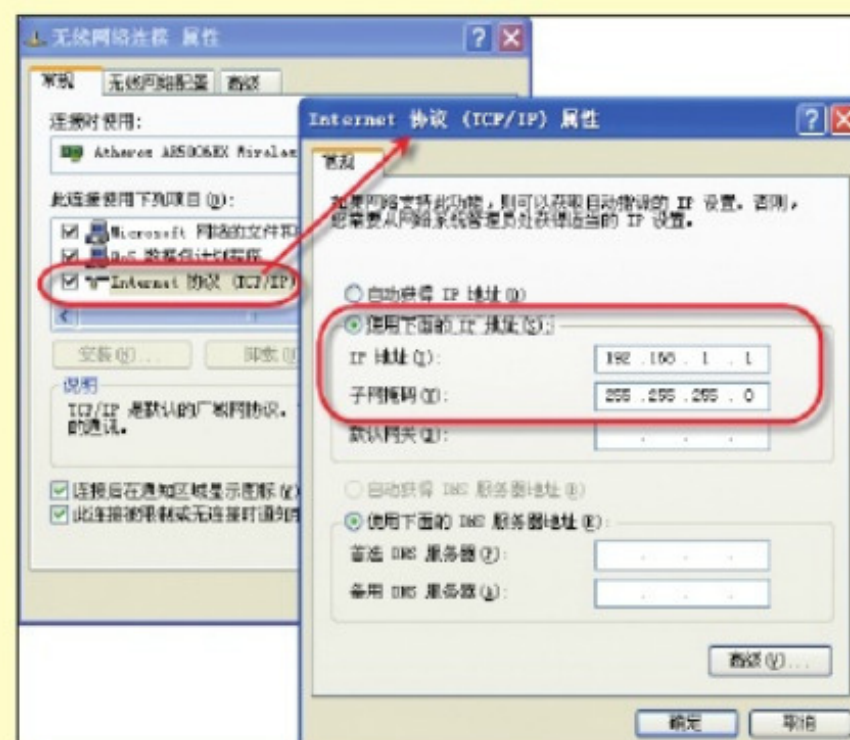 无线网络连接 属性
常规 无线网络配置 高级
连接时使用:
Atheros AR5006EX Wireles
此连接使用下列项目(O):
Microsoft 网络的文件和
QoS 数据包计划程序
Internet 协议 (TCP/IP)
安装(N)... 卸载(U)
说明
TCP/IP 是默认的广域网协议。
的通讯。
连接后在通知区域显示图标(W)
此连接被限制或无连接时通知
Internet 协议 (TCP/IP) 属性
常规
如果网络支持此功能,则可以获取自动指派的 IP 设置。否则,
您需要从网络系统管理员处获得适当的 IP 设置。
自动获得 IP 地址(O)
使用下面的 IP 地址(S):
IP 地址(I): 192 .168 . 1 . 1
子网掩码(U): 255 .255 .255 . 0
默认网关(D):
自动获得 DNS 服务器地址(B)
使用下面的 DNS 服务器地址(E):
首选 DNS 服务器(P):
备用 DNS 服务器(A):
高级(V)...
确定 取消